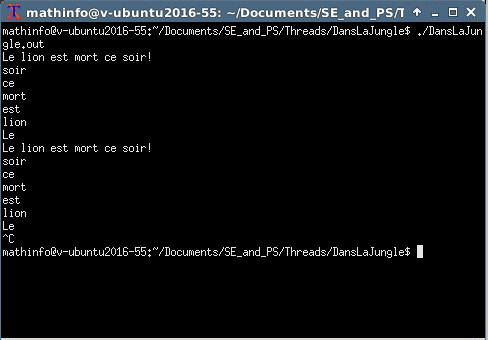 mathinfo@v-ubuntu2016-55: ~/Documents/SE_and_PS/T
mathinfo@v-ubuntu2016-55:~/Documents/SE_and_PS/Threads/DansLaJungle$ ./DansLaJun
gle.out
Le lion est mort ce soir!
soir
ce
mort
est
lion
Le
Le lion est mort ce soir!
soir
ce
mort
est
lion
Le
^C
mathinfo@v-ubuntu2016-55:~/Documents/SE_and_PS/Threads/DansLaJungle$